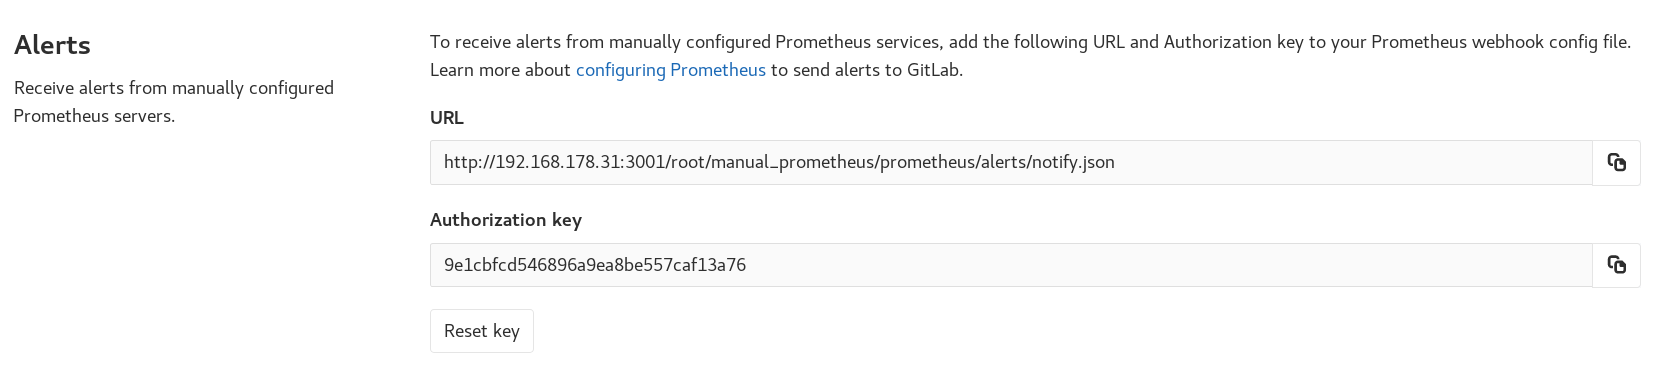 Alerts
Receive alerts from manually configured
Prometheus servers.
To receive alerts from manually configured Prometheus services, add the following URL and Authorization key to your Prometheus webhook config file.
Learn more about configuring Prometheus to send alerts to GitLab.
URL
http://192.168.178.31:3001/root/manual_prometheus/prometheus/alerts/notify.json
Authorization key
9e1cbfcd546896a9ea8be557caf13a76
Reset key